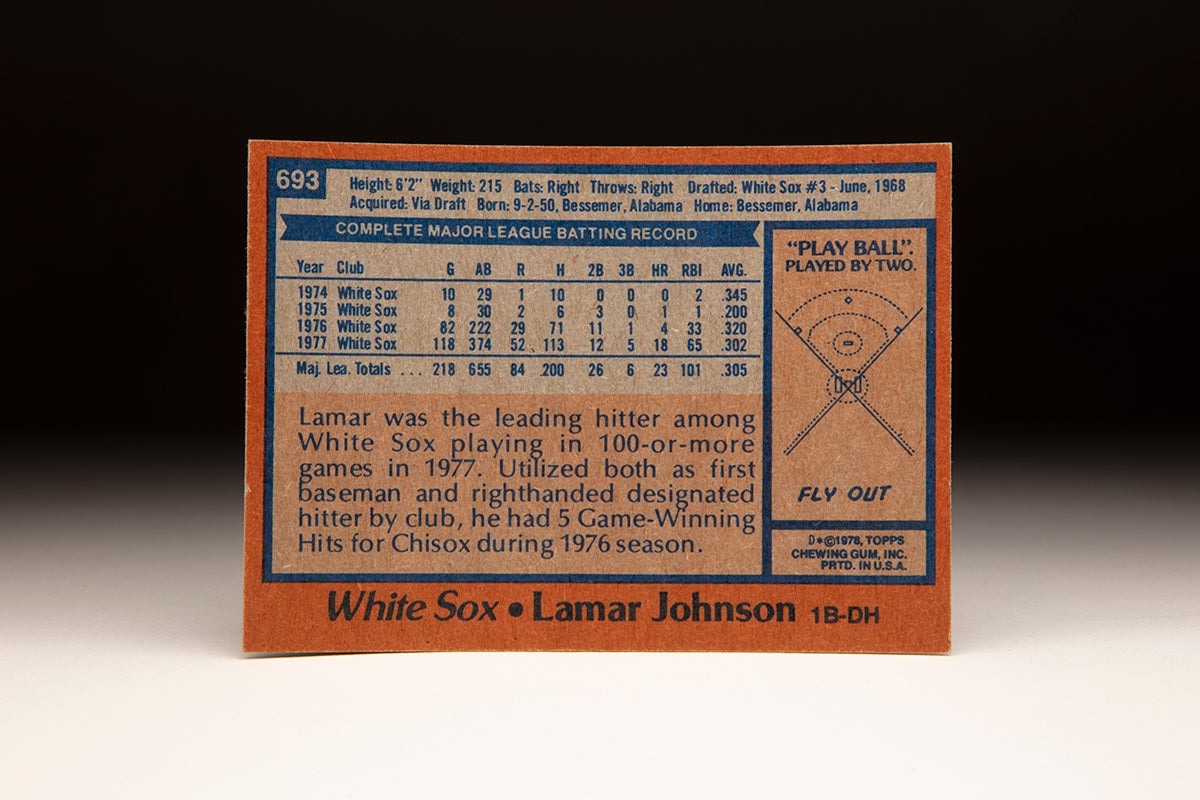 693
Height: 6'2" Weight: 215 Bats: Right Throws: Right Drafted: White Sox #3 - June, 1968
Acquired: Via Draft Born: 9-2-50, Bessemer, Alabama Home: Bessemer, Alabama
COMPLETE MAJOR LEAGUE BATTING RECORD
Year Club G AB R H 2B 3B HR RBI AVG.
1974 White Sox 10 29 1 10 0 0 0 2 .345
1975 White Sox 8 30 2 6 3 0 1 1 .200
1976 White Sox 82 222 29 71 11 1 4 33 .320
1977 White Sox 118 374 52 113 12 5 18 65 .302
Maj. Lea. Totals ... 218 655 84 .200 26 6 23 101 .305
Lamar was the leading hitter among
White Sox playing in 100-or-more
games in 1977. Utilized both as first
baseman and righthanded designated
hitter by club, he had 5 Game-Winning
Hits for Chisox during 1976 season.
"PLAY BALL".
PLAYED BY TWO.
FLY OUT
D*©1978, TOPPS
CHEWING GUM, INC.
PRTD. IN U.S.A.
White Sox • Lamar Johnson 1B-DH